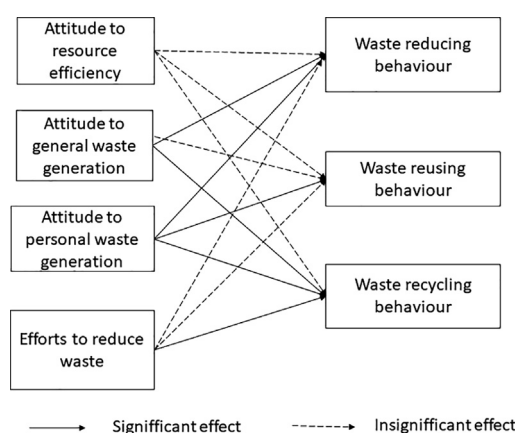 Attitude to
resource
efficiency
Attitude to
general waste
generation
Attitude to
personal waste
generation
Efforts to reduce
waste
Waste reducing
behaviour
Waste reusing
behaviour
Waste recycling
behaviour
Signifficant effect
Insigniffìcant effect